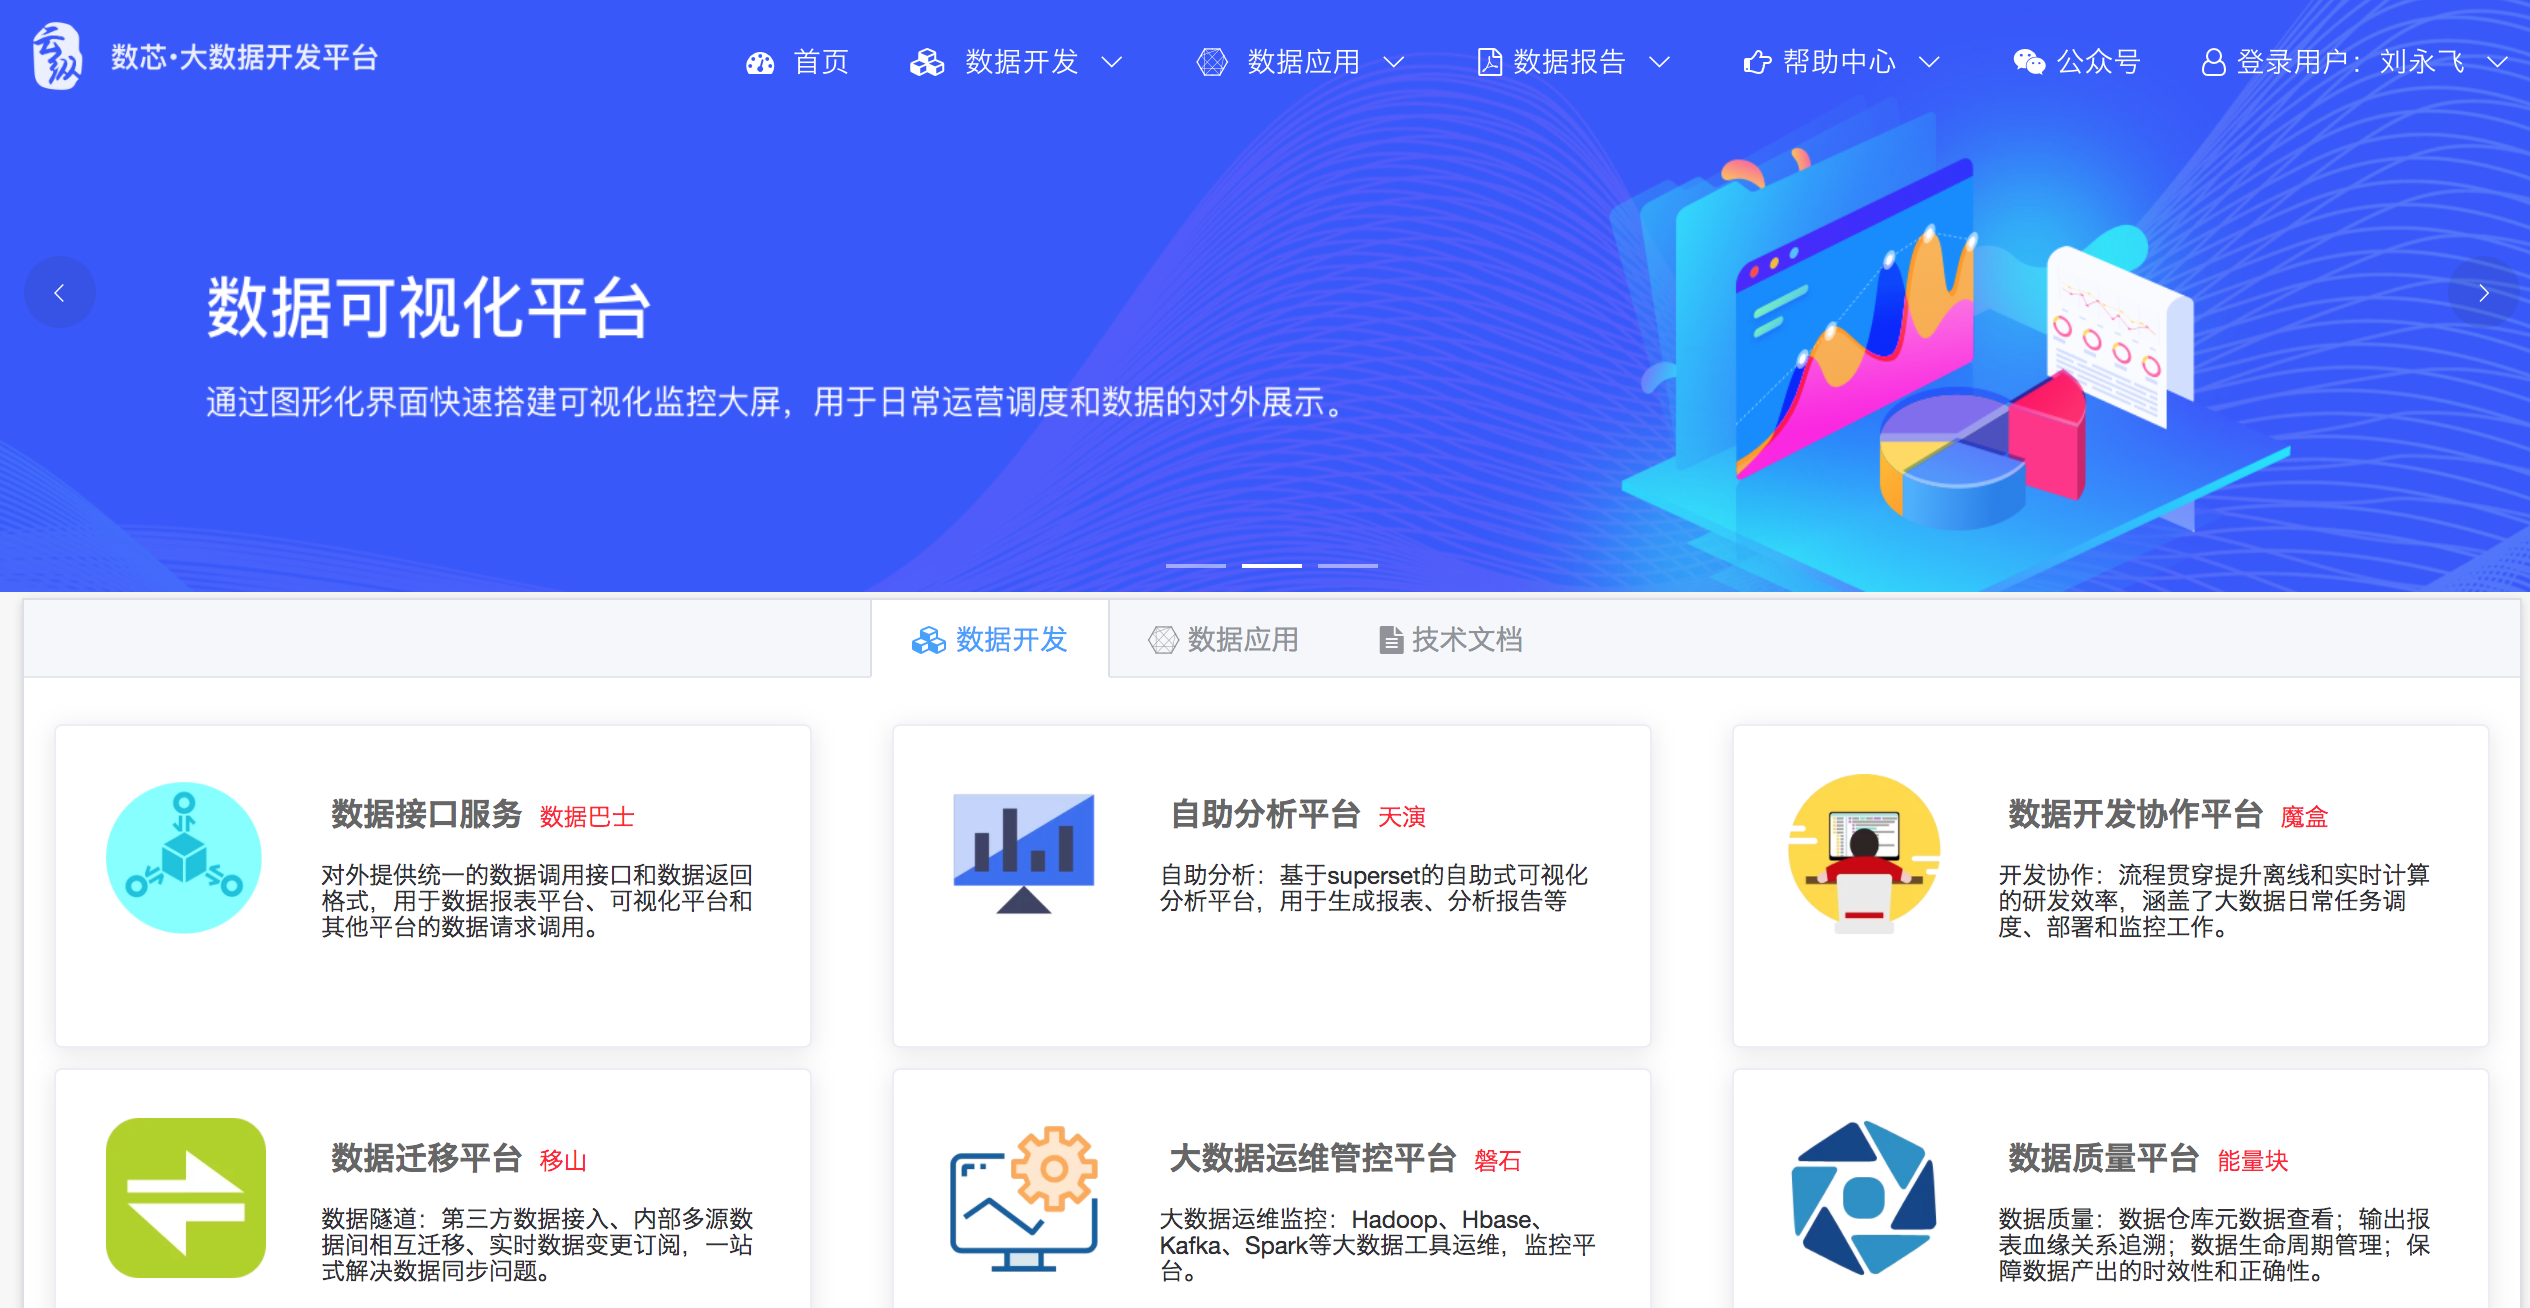 云纵
数芯·大数据开发平台
首页
数据开发
数据应用
数据报告
帮助中心
公众号
登录用户：刘永飞
数据可视化平台
通过图形化界面快速搭建可视化监控大屏，用于日常运营调度和数据的对外展示。
数据开发
数据应用
技术文档
数据接口服务 数据巴士
对外提供统一的数据调用接口和数据返回
格式，用于数据报表平台、可视化平台和
其他平台的数据请求调用。
自助分析平台 天演
自助分析：基于superset的自助式可视化
分析平台，用于生成报表、分析报告等
数据开发协作平台 魔盒
开发协作：流程贯穿提升离线和实时计算
的研发效率，涵盖了大数据日常任务调
度、部署和监控工作。
数据迁移平台 移山
数据隧道：第三方数据接入、内部多源数
据间相互迁移、实时数据变更订阅，一站
式解决数据同步问题。
大数据运维管控平台 磐石
大数据运维监控：Hadoop、Hbase、
Kafka、Spark等大数据工具运维，监控平
台。
数据质量平台 能量块
数据质量：数据仓库元数据查看；输出报
表血缘关系追溯；数据生命周期管理；保
障数据产出的时效性和正确性。